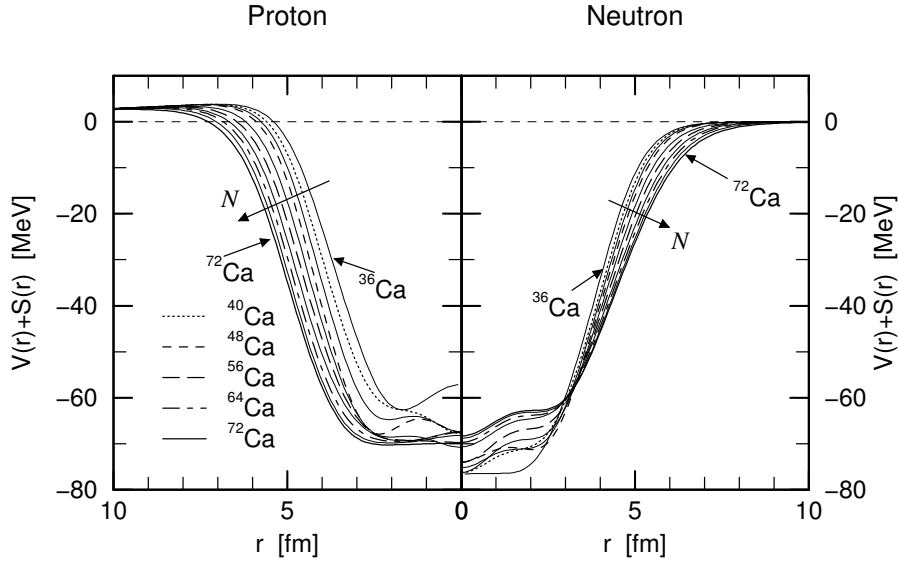 Proton Neutron
0 0
−20 −20
−40 −40
−60 −60
−80 −80
V(r)+S(r) [MeV]
V(r)+S(r) [MeV]
N
⁷²Ca
³⁶Ca
⁴⁰Ca
⁴⁸Ca
⁵⁶Ca
⁶⁴Ca
⁷²Ca
⁷²Ca
N
³⁶Ca
10 5 0 5 10
r [fm] r [fm]